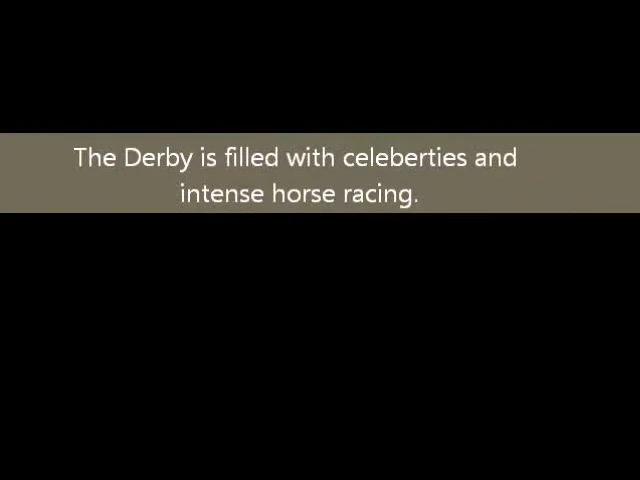 The Derby is filled with celeberties and
intense horse racing.